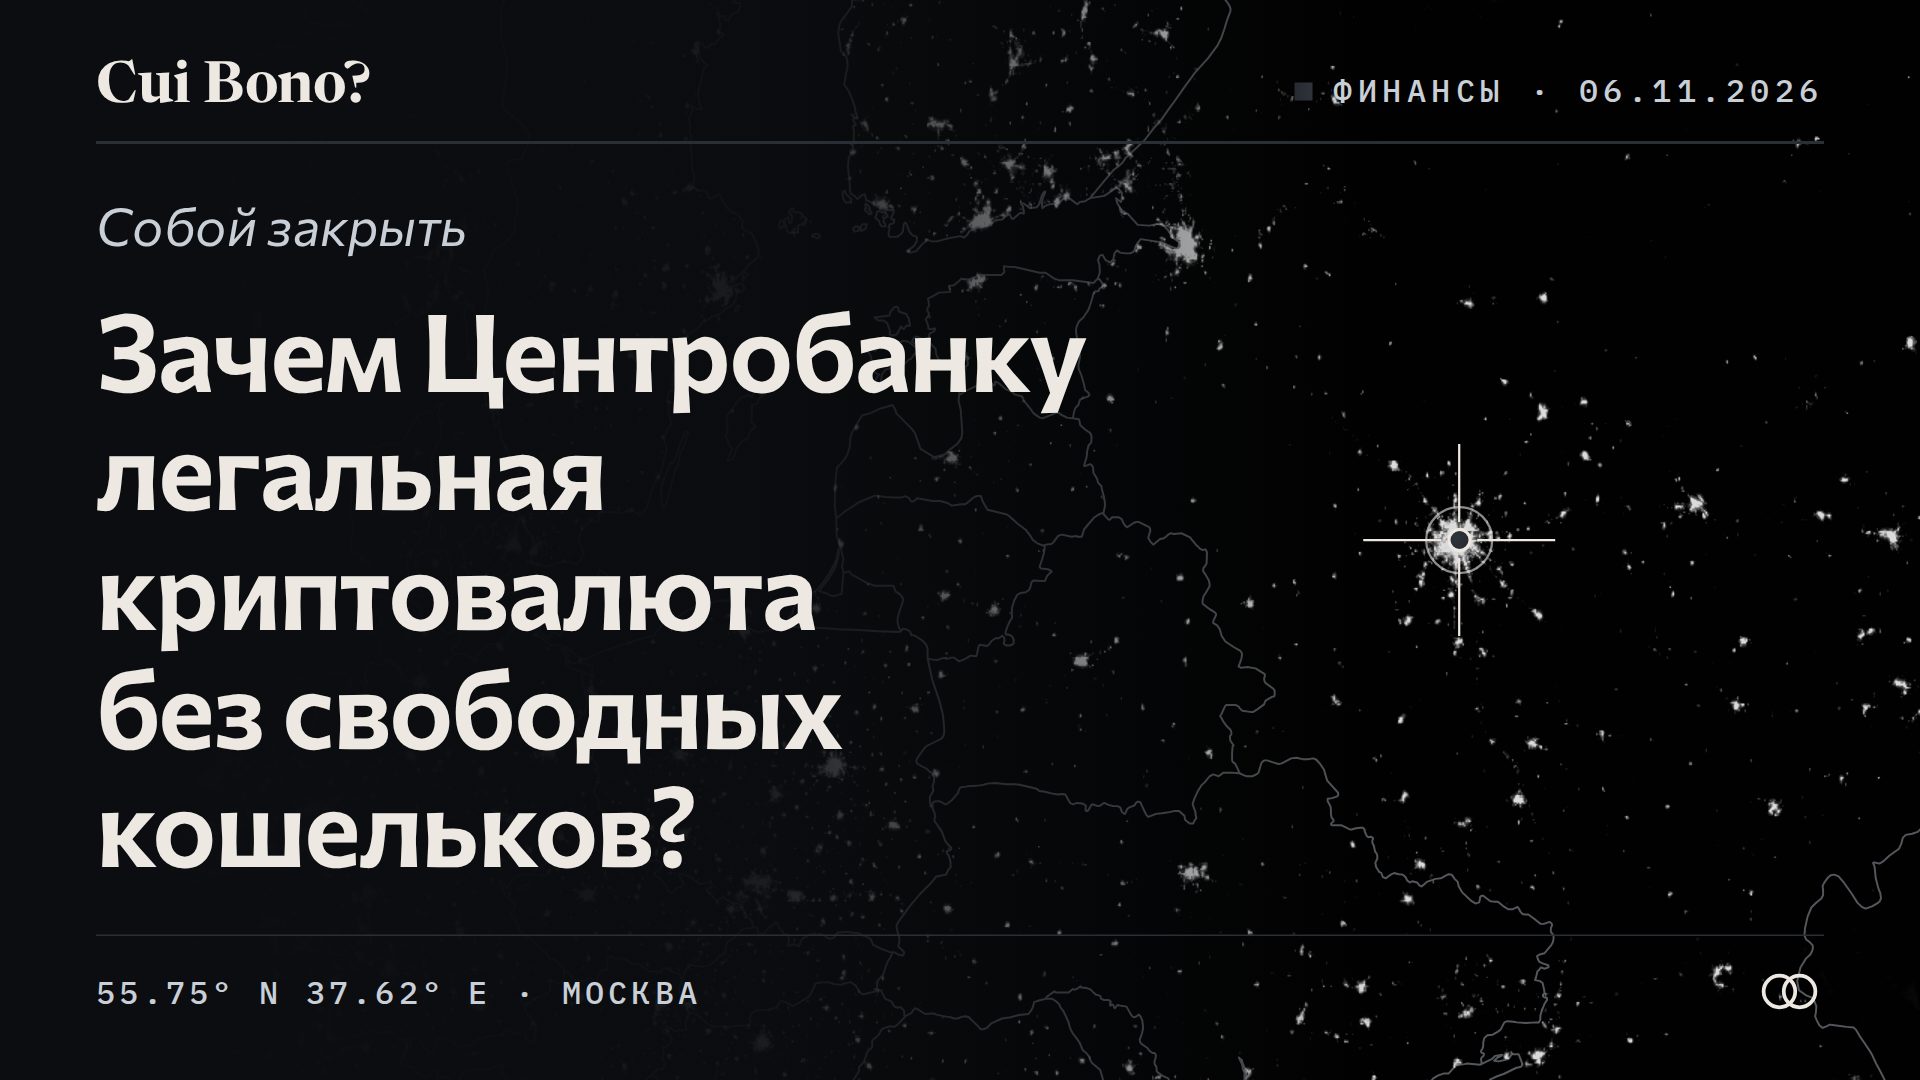 Cui Bono?
ФИНАНСЫ · 06.11.2026
Собой закрыть
Зачем Центробанку
легальная
криптовалюта
без свободных
кошельков?
55.75° N 37.62° E · МОСКВА